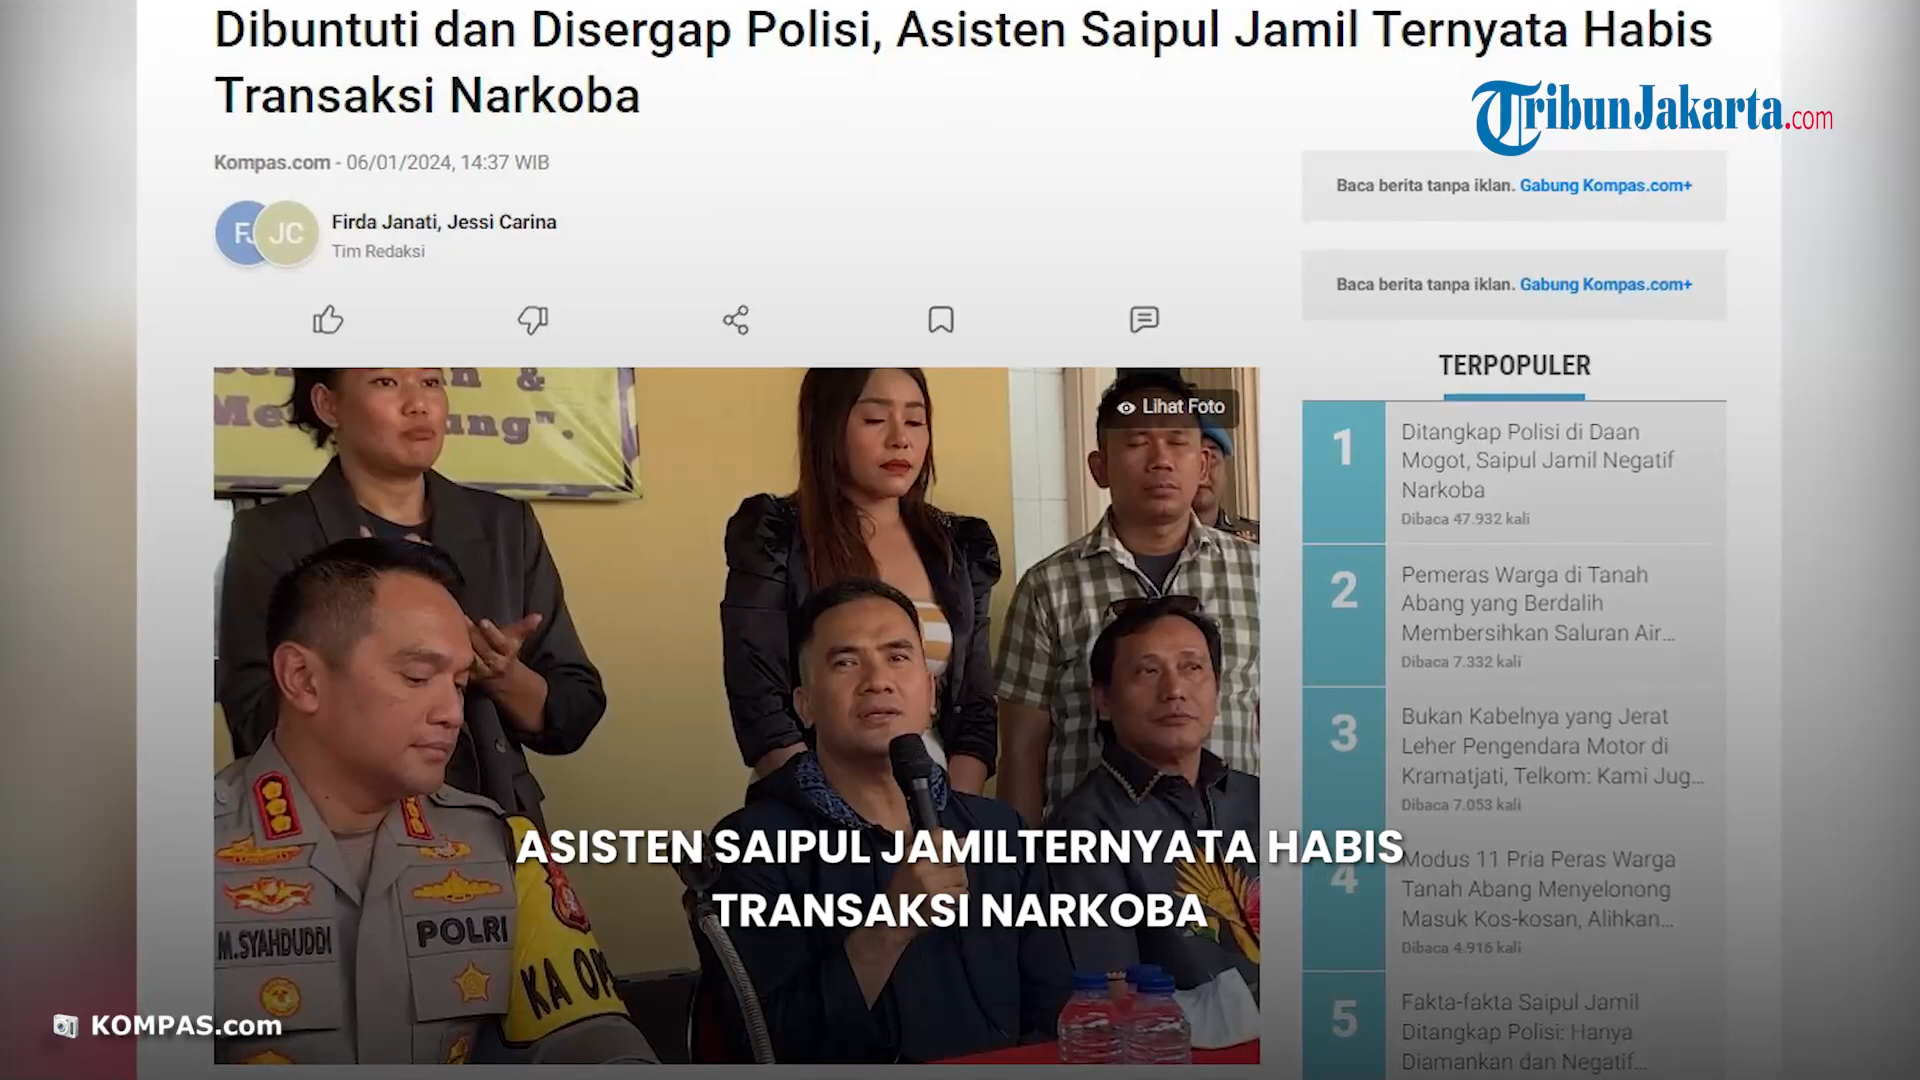 Dibuntuti dan Disergap Polisi, Asisten Saipul Jamil Ternyata Habis
Transaksi Narkoba
TribunJakarta.com
Kompas.com - 06/01/2024, 14:37 WIB
FJ JC
Firda Janati, Jessi Carina
Tim Redaksi
Baca berita tanpa iklan. Gabung Kompas.com+
Baca berita tanpa iklan. Gabung Kompas.com+
&
ung".
Lihat Foto
M.SYAHDUDDI
POLRI
KA OPS
ASISTEN SAIPUL JAMILTERNYATA HABIS
TRANSAKSI NARKOBA
KOMPAS.com
TERPOPULER
1
Ditangkap Polisi di Daan
Mogot, Saipul Jamil Negatif
Narkoba
Dibaca 47.932 kali
2
Pemeras Warga di Tanah
Abang yang Berdalih
Membersihkan Saluran Air...
Dibaca 7.332 kali
3
Bukan Kabelnya yang Jerat
Leher Pengendara Motor di
Kramatjati, Telkom: Kami Jug...
Dibaca 7.053 kali
4
Modus 11 Pria Peras Warga
Tanah Abang Menyelonong
Masuk Kos-kosan, Alihkan...
Dibaca 4.916 kali
5
Fakta-fakta Saipul Jamil
Ditangkap Polisi: Hanya
Diamankan dan Negatif...